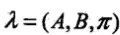 λ = (A, B, π)